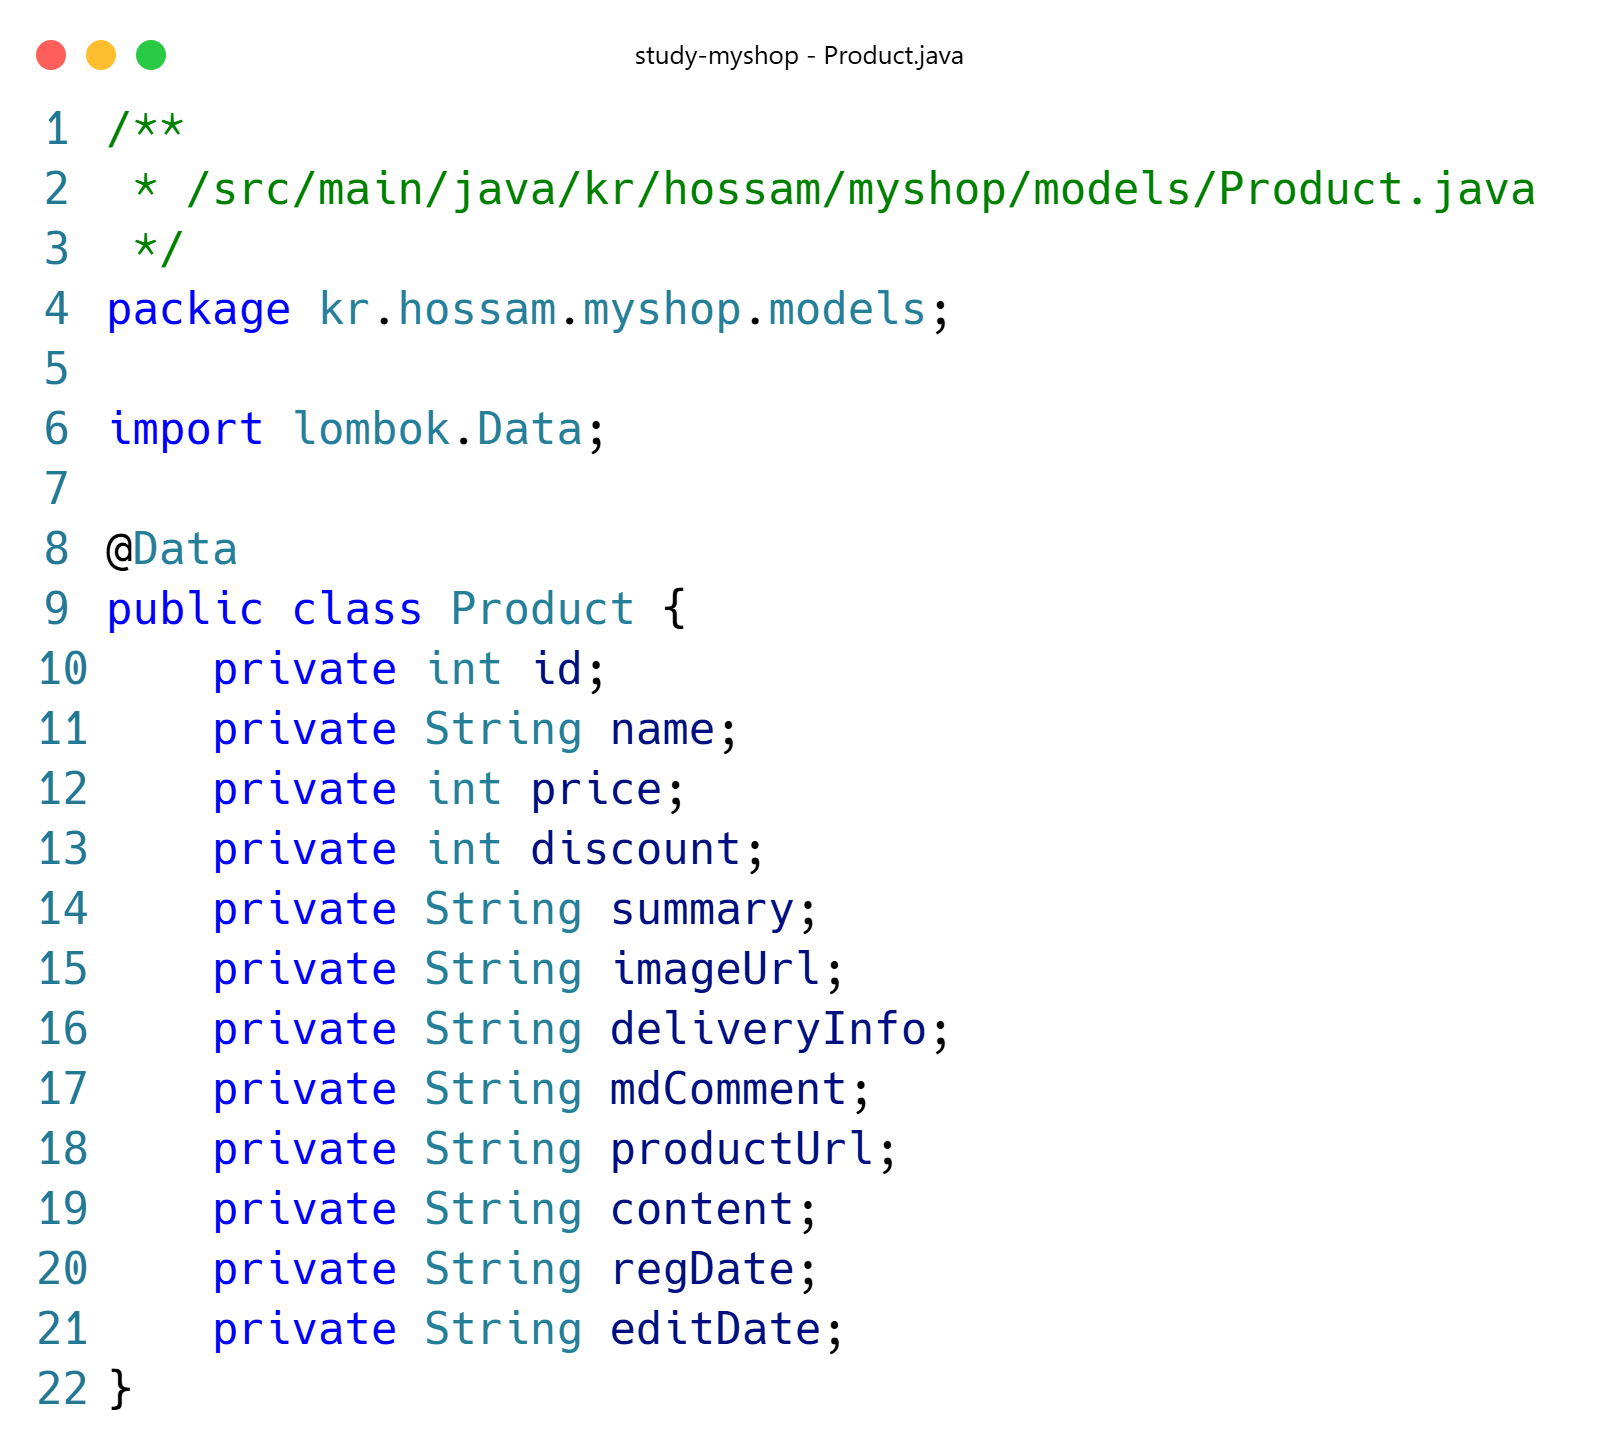 study-myshop - Product.java
1 /**
2  * /src/main/java/kr/hossam/myshop/models/Product.java
3  */
4 package kr.hossam.myshop.models;
5
6 import lombok.Data;
7
8 @Data
9 public class Product {
10     private int id;
11     private String name;
12     private int price;
13     private int discount;
14     private String summary;
15     private String imageUrl;
16     private String deliveryInfo;
17     private String mdComment;
18     private String productUrl;
19     private String content;
20     private String regDate;
21     private String editDate;
22 }